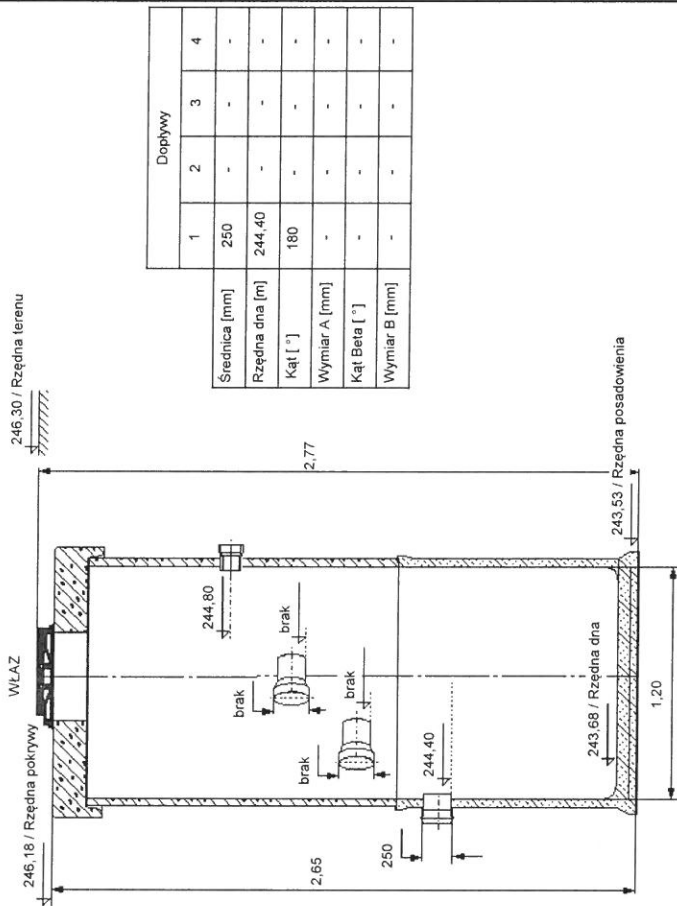 WŁAZ
246,18 / Rzędna pokrywy
246,30 / Rzędna terenu
244,80
brak
brak
brak
brak
244,40
250
243,68 / Rzędna dna
243,53 / Rzędna posadowienia
2,65
2,77
1,20
Dopływy
1 2 3 4
Średnica [mm] 250 - - -
Rzędna dna [m] 244,40 - - -
Kąt [ ° ] 180 - - -
Wymiar A [mm] - - - -
Kąt Beta [ ° ] - - - -
Wymiar B [mm] - - - -